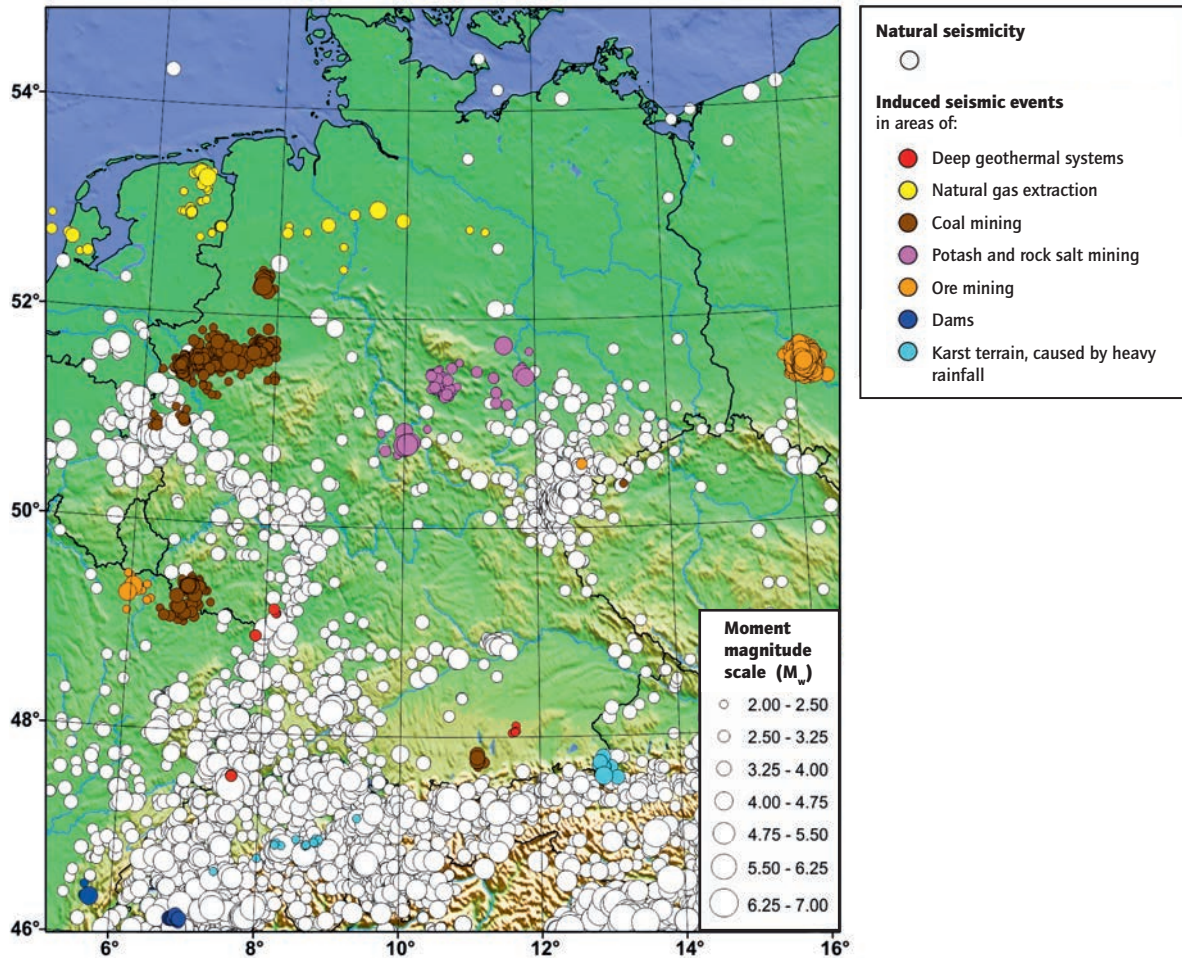 54°
52°
50°
48°
46°
6°
8°
10°
12°
14°
16°
Moment
magnitude
scale (Mw)
2.00 - 2.50
2.50 - 3.25
3.25 - 4.00
4.00 - 4.75
4.75 - 5.50
5.50 - 6.25
6.25 - 7.00
Natural seismicity
Induced seismic events
in areas of:
Deep geothermal systems
Natural gas extraction
Coal mining
Potash and rock salt mining
Ore mining
Dams
Karst terrain, caused by heavy
rainfall